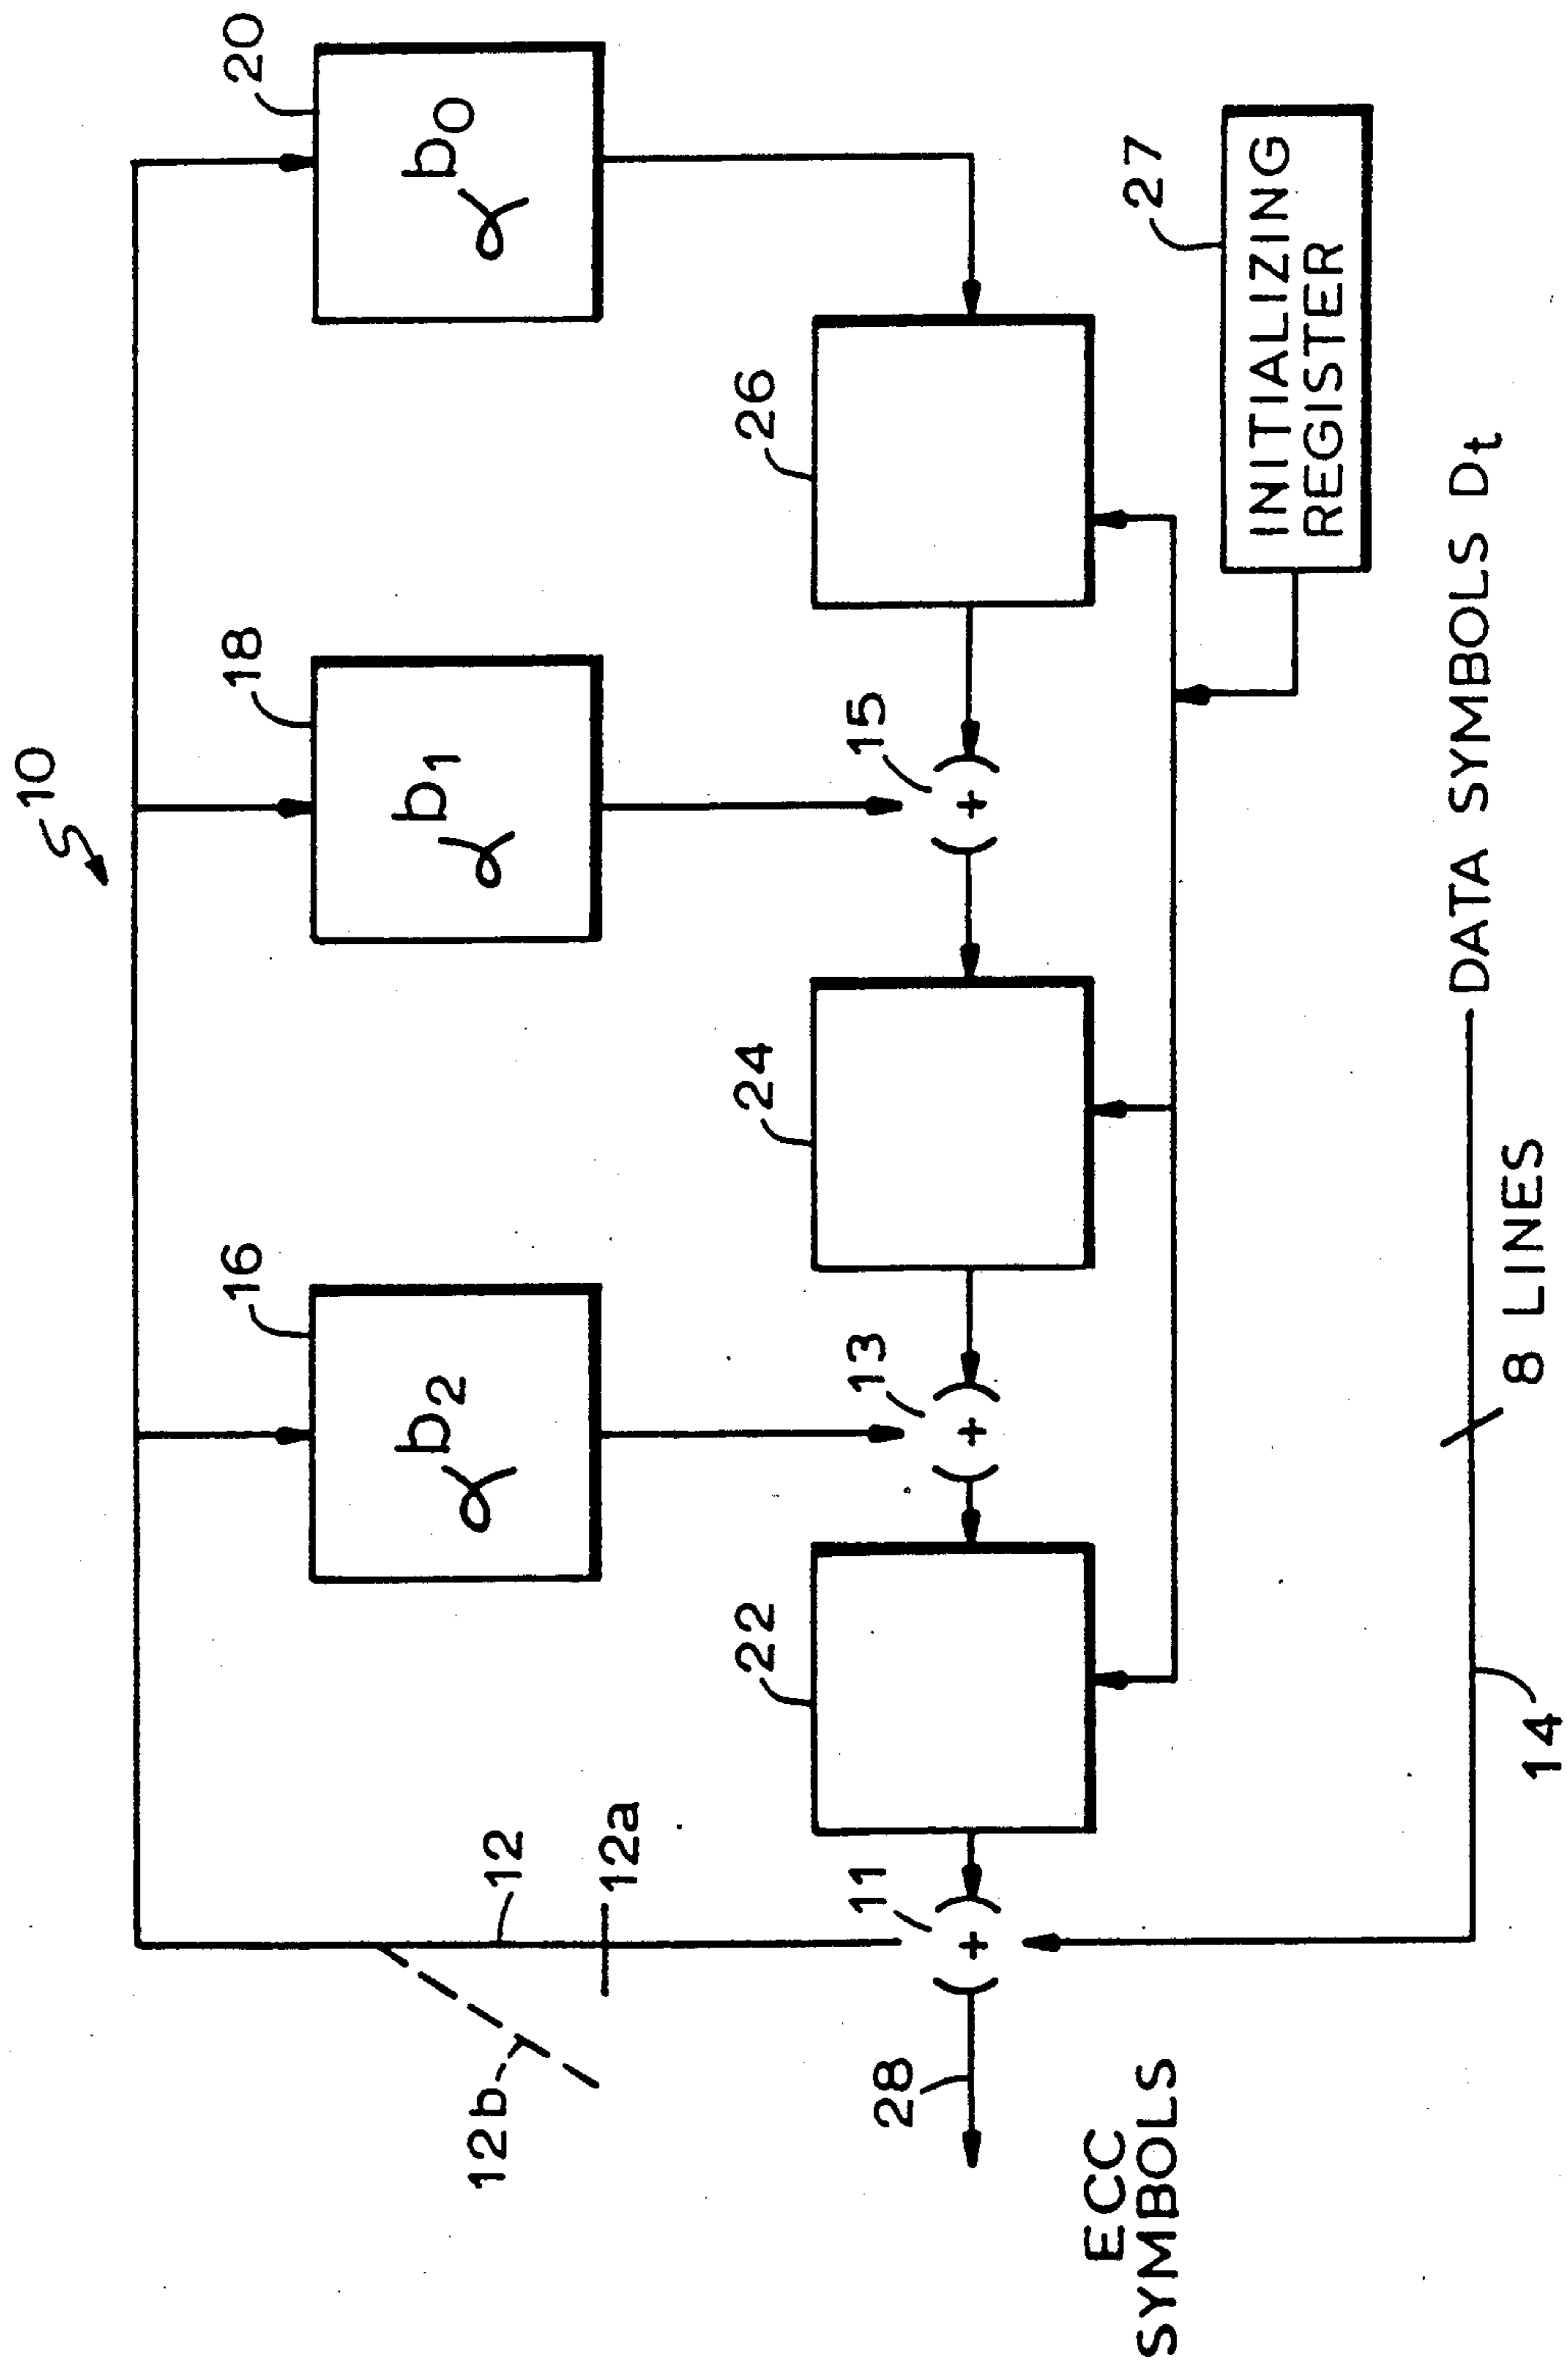 10
12b
12
12a
16
α b2
18
α b1
20
α b0
28
11
22
13
24
15
26
ECC
SYMBOLS
27
INITIALIZING
REGISTER
14
8 LINES
DATA SYMBOLS Dt